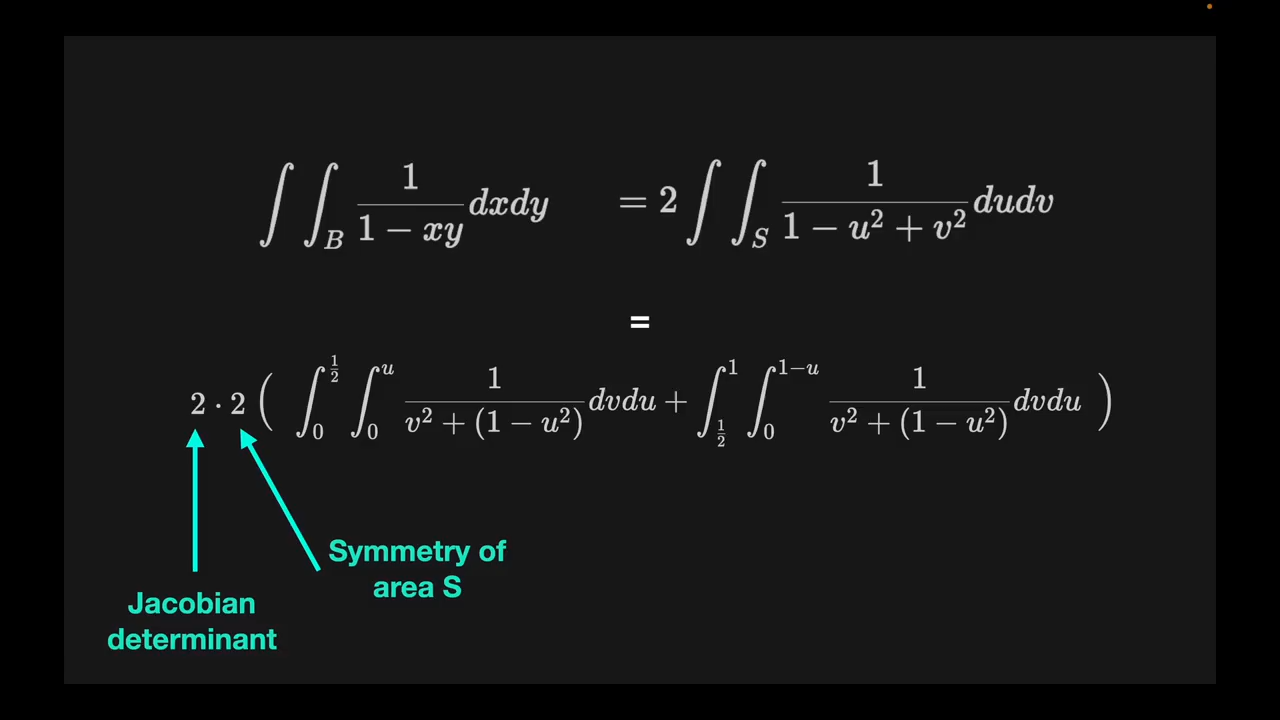 ∫∫_B 1/(1 − xy) dxdy = 2 ∫∫_S 1/(1 − u² + v²) dudv
=
2 · 2 ( ∫_0^{1/2} ∫_0^u 1/(v² + (1 − u²)) dvdu + ∫_{1/2}^1 ∫_0^{1−u} 1/(v² + (1 − u²)) dvdu )
Symmetry of
area S
Jacobian
determinant